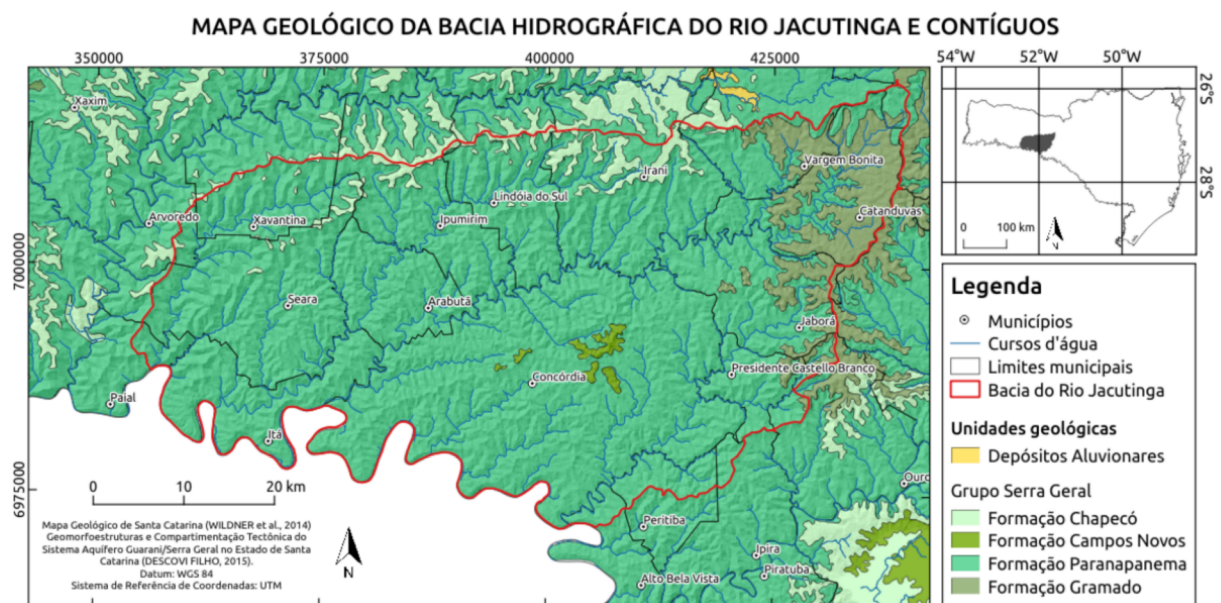 MAPA GEOLÓGICO DA BACIA HIDROGRÁFICA DO RIO JACUTINGA E CONTÍGUOS
350000 3750000 4000000 425000
54°W 52°W 50°W
26°S
28°S
0 100 km
N
Xaxim
Vargem Bonita
Irani
Lindóia do Sul
Catanduvas
Arvoredo
Xavantina
Ipumirim
7000000
Seara
Arabutã
Jaborá
Presidente Castello Branco
Concórdia
Paial
Itá
6975000
0 10 20 km
Ouro
Peritiba
Ipira
Piratuba
Alto Bela Vista
Mapa Geológico de Santa Catarina (WILDNER et al., 2014)
Geomorfoestruturas e Compartimentação Tectônica do
Sistema Aquífero Guarani/Serra Geral no Estado de Santa
Catarina (DESCOVI FILHO, 2015).
Datum: WGS 84
Sistema de Referência de Coordenadas: UTM
N
Legenda
Municípios
Cursos d'água
Limites municipais
Bacia do Rio Jacutinga
Unidades geológicas
Depósitos Aluvionares
Grupo Serra Geral
Formação Chapecó
Formação Campos Novos
Formação Paranapanema
Formação Gramado